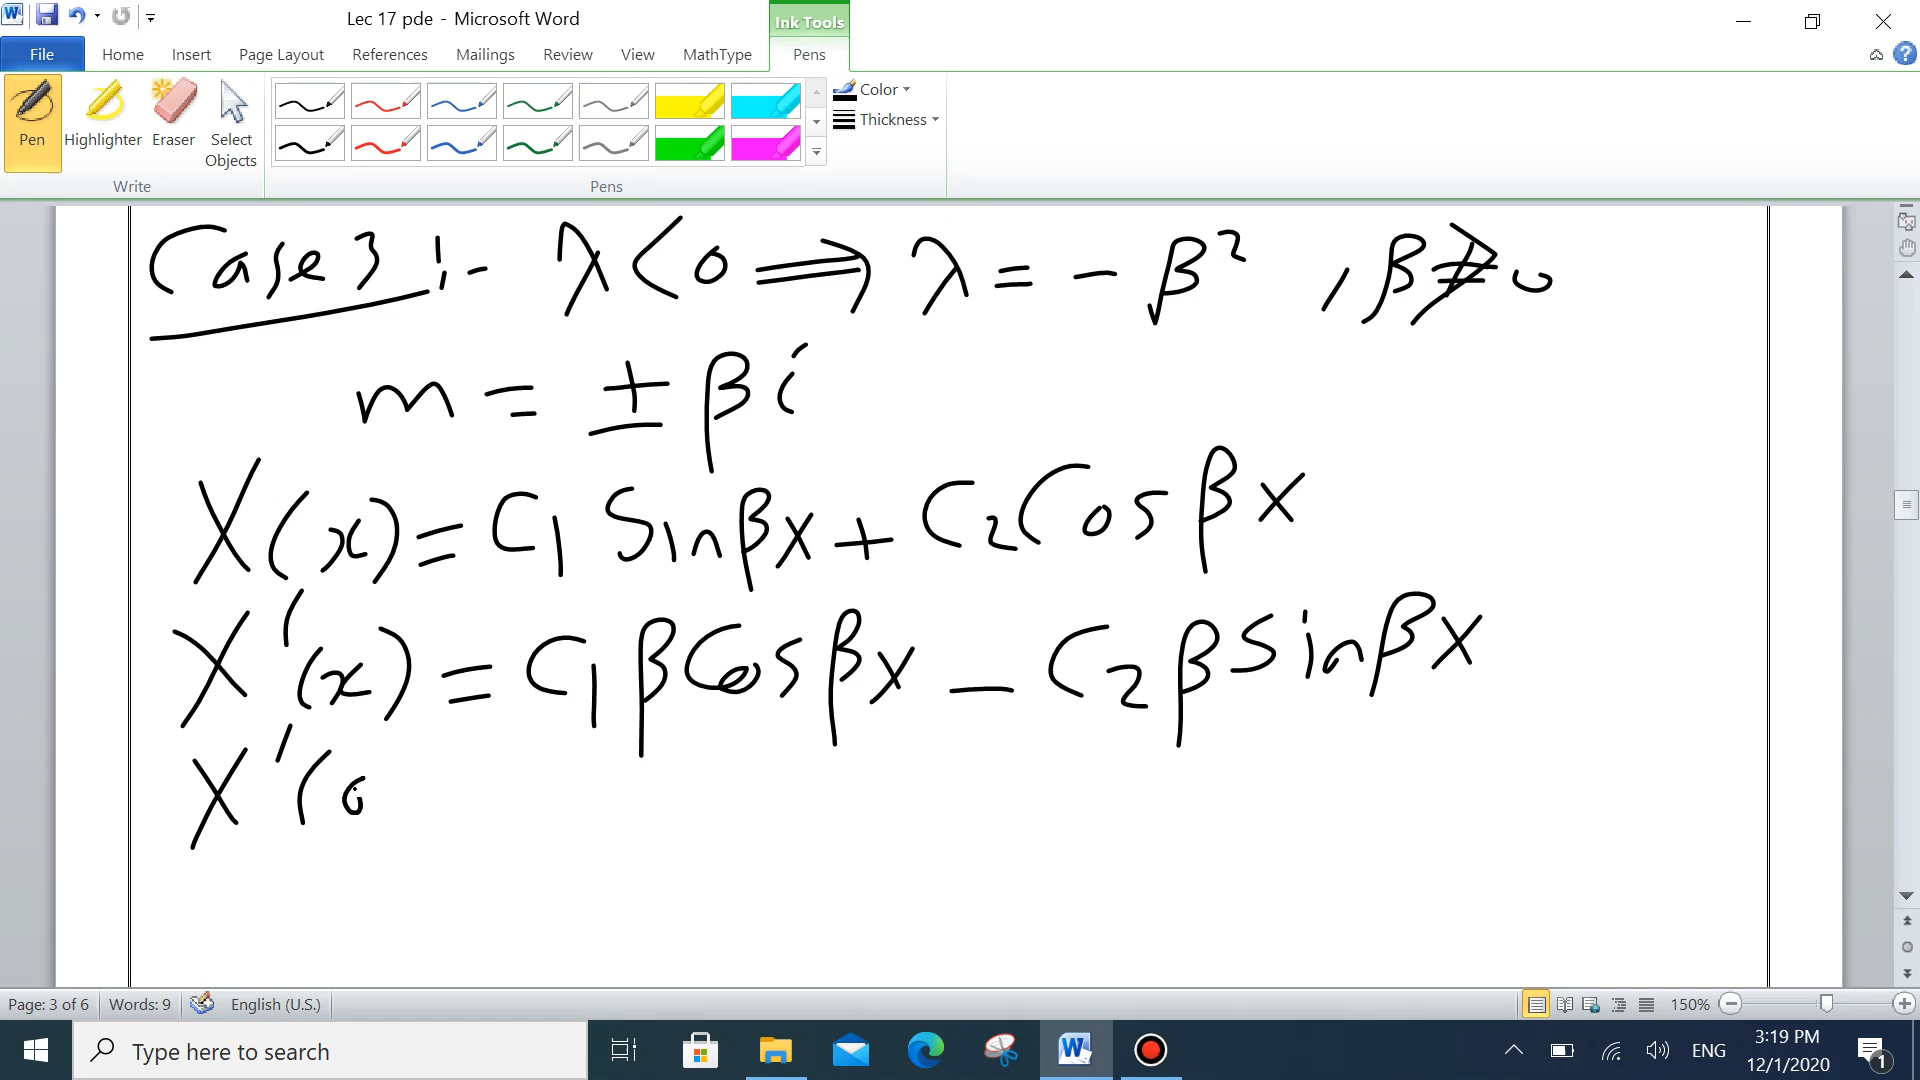 Lec 17 pde - Microsoft Word
Ink Tools
File Home Insert Page Layout References Mailings Review View MathType Pens
Pen Highlighter Eraser Select Objects
Color
Thickness
Write Pens
Case 3 :- λ < 0 ⟹ λ = - β² , β ≠ 0
m = ± β i
X(x) = C₁ Sin βx + C₂ Cos βx
X'(x) = C₁ β Cos βx - C₂ β Sin βx
X'(0
Page: 3 of 6 Words: 9 English (U.S.) 150%
Type here to search
ENG
3:19 PM
12/1/2020
1